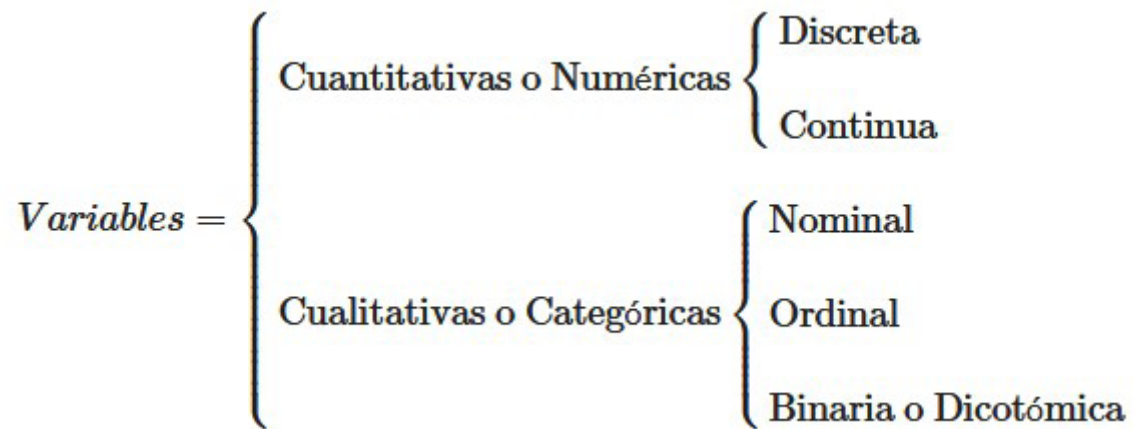 Variables =
Cuantitativas o Numéricas
Discreta
Continua
Cualitativas o Categóricas
Nominal
Ordinal
Binaria o Dicotómica